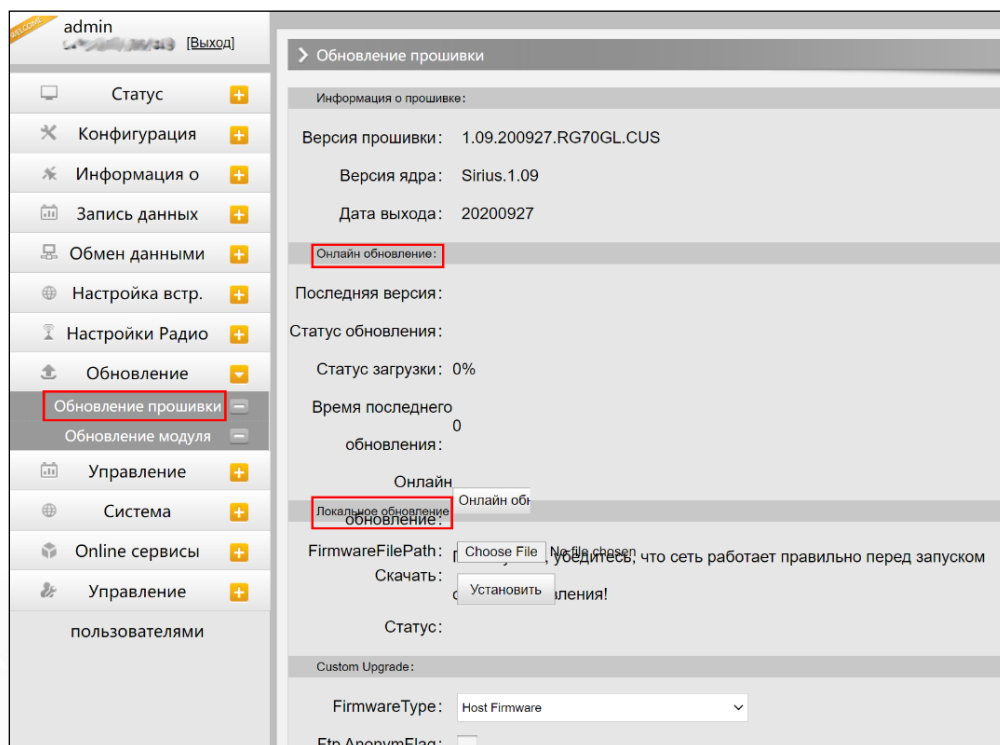 WELCOME
admin
[Выход]
Статус
Конфигурация
Информация о
Запись данных
Обмен данными
Настройка встр.
Настройки Радио
Обновление
Обновление прошивки
Обновление модуля
Управление
Система
Online сервисы
Управление
пользователями
Обновление прошивки
Информация о прошивке:
Версия прошивки: 1.09.200927.RG70GL.CUS
Версия ядра: Sirius.1.09
Дата выхода: 20200927
Онлайн обновление:
Последняя версия:
Статус обновления:
Статус загрузки: 0%
Время последнего
0
обновления:
Онлайн
Онлайн обн
Локальное обновление
обновление:
FirmwareFilePath: Choose File No file chosen
убедитесь, что сеть работает правильно перед запуском
Скачать: Установить
Статус:
Custom Upgrade:
FirmwareType: Host Firmware
Ftp AnonymFlag: